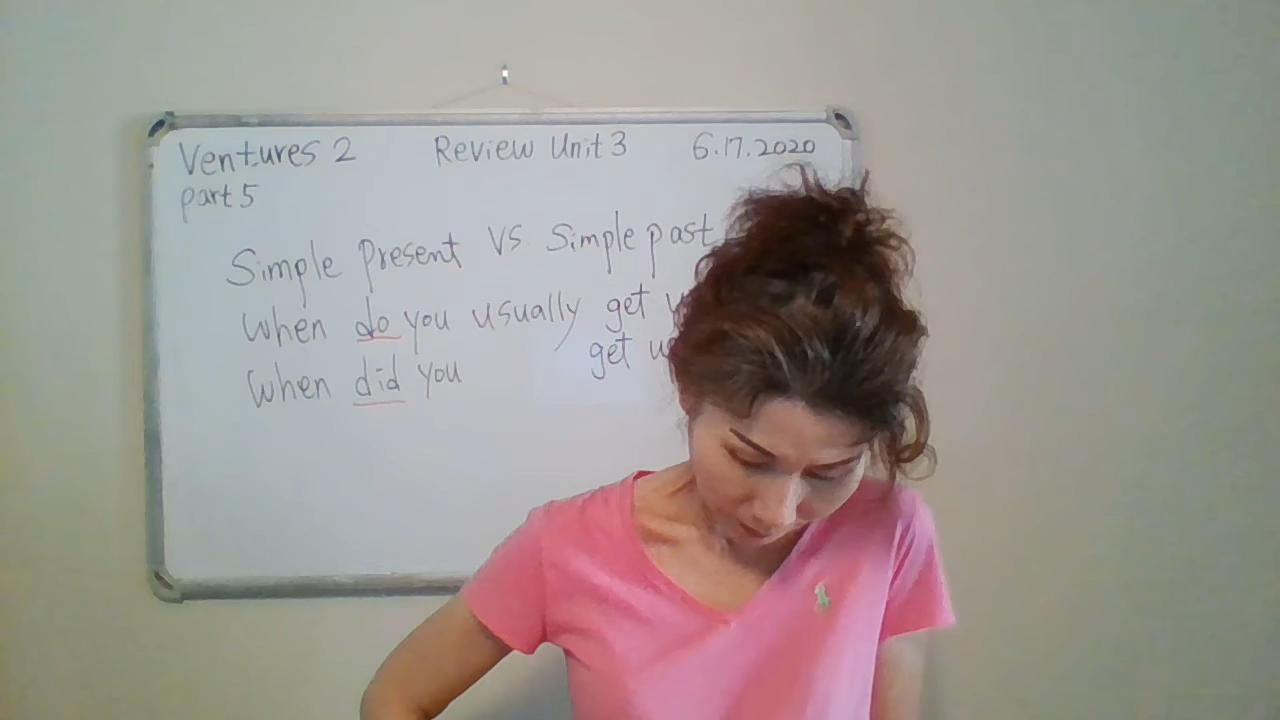 Ventures 2 Review Unit 3 6.17.2020
part 5
Simple Present VS. Simple past
When do you usually get
When did you get